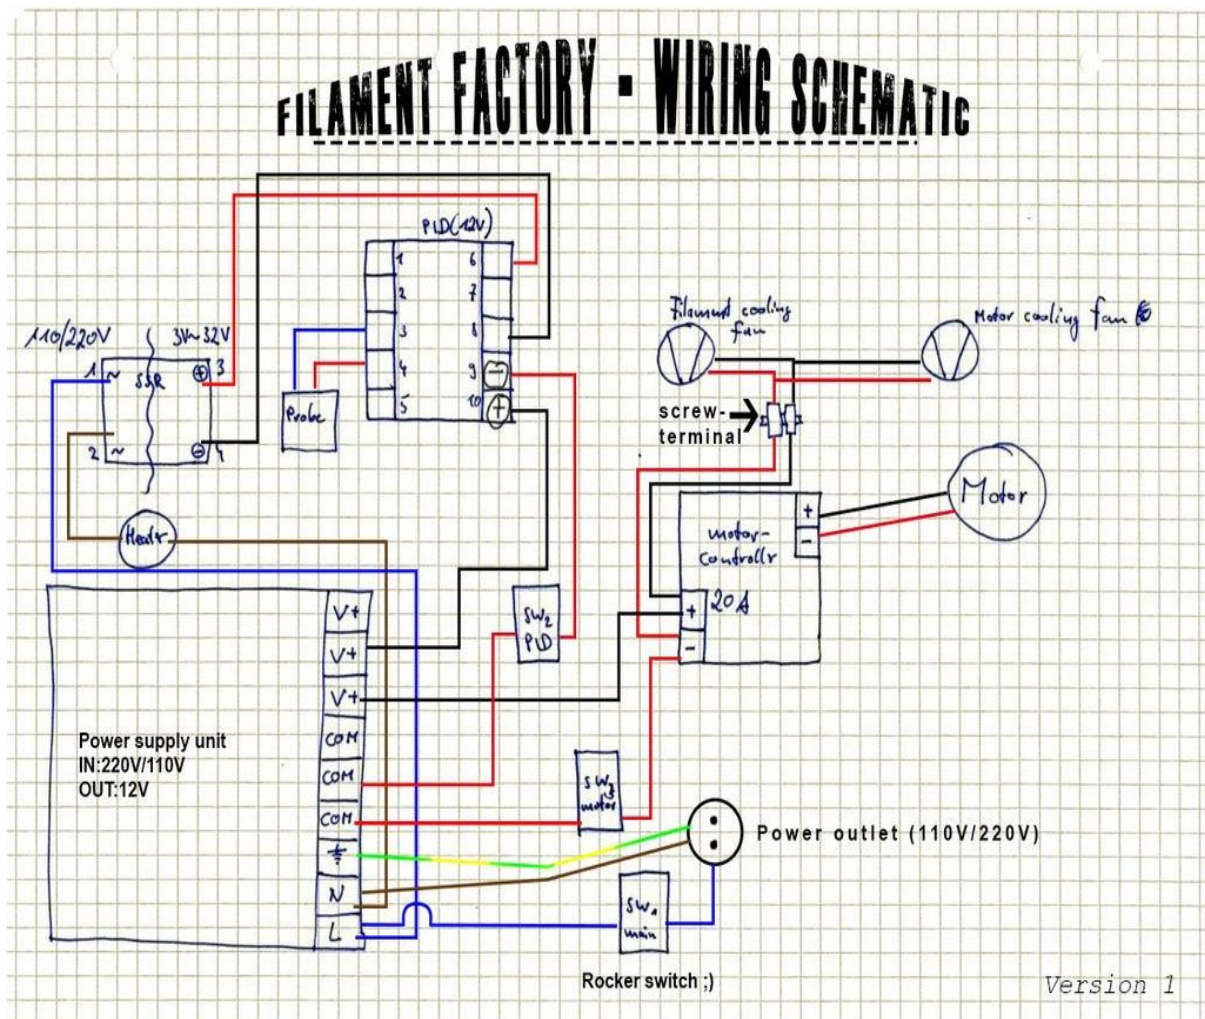 FILAMENT FACTORY - WIRING SCHEMATIC
PID(12V)
1
6
2
7
3
8
4
9
-
5
10
+
110/220V
3V~32V
1
~
SSR
+
3
2
~
-
4
Probe
Heater
Filament cooling
fan
Motor cooling fan
screw-
terminal
Motor
+
-
motor-
controllr
20A
+
-
SW2
PID
V+
V+
V+
COM
COM
COM
N
L
Power supply unit
IN:220V/110V
OUT:12V
SW3
motor
Power outlet (110V/220V)
SW1
main
Rocker switch ;)
Version 1